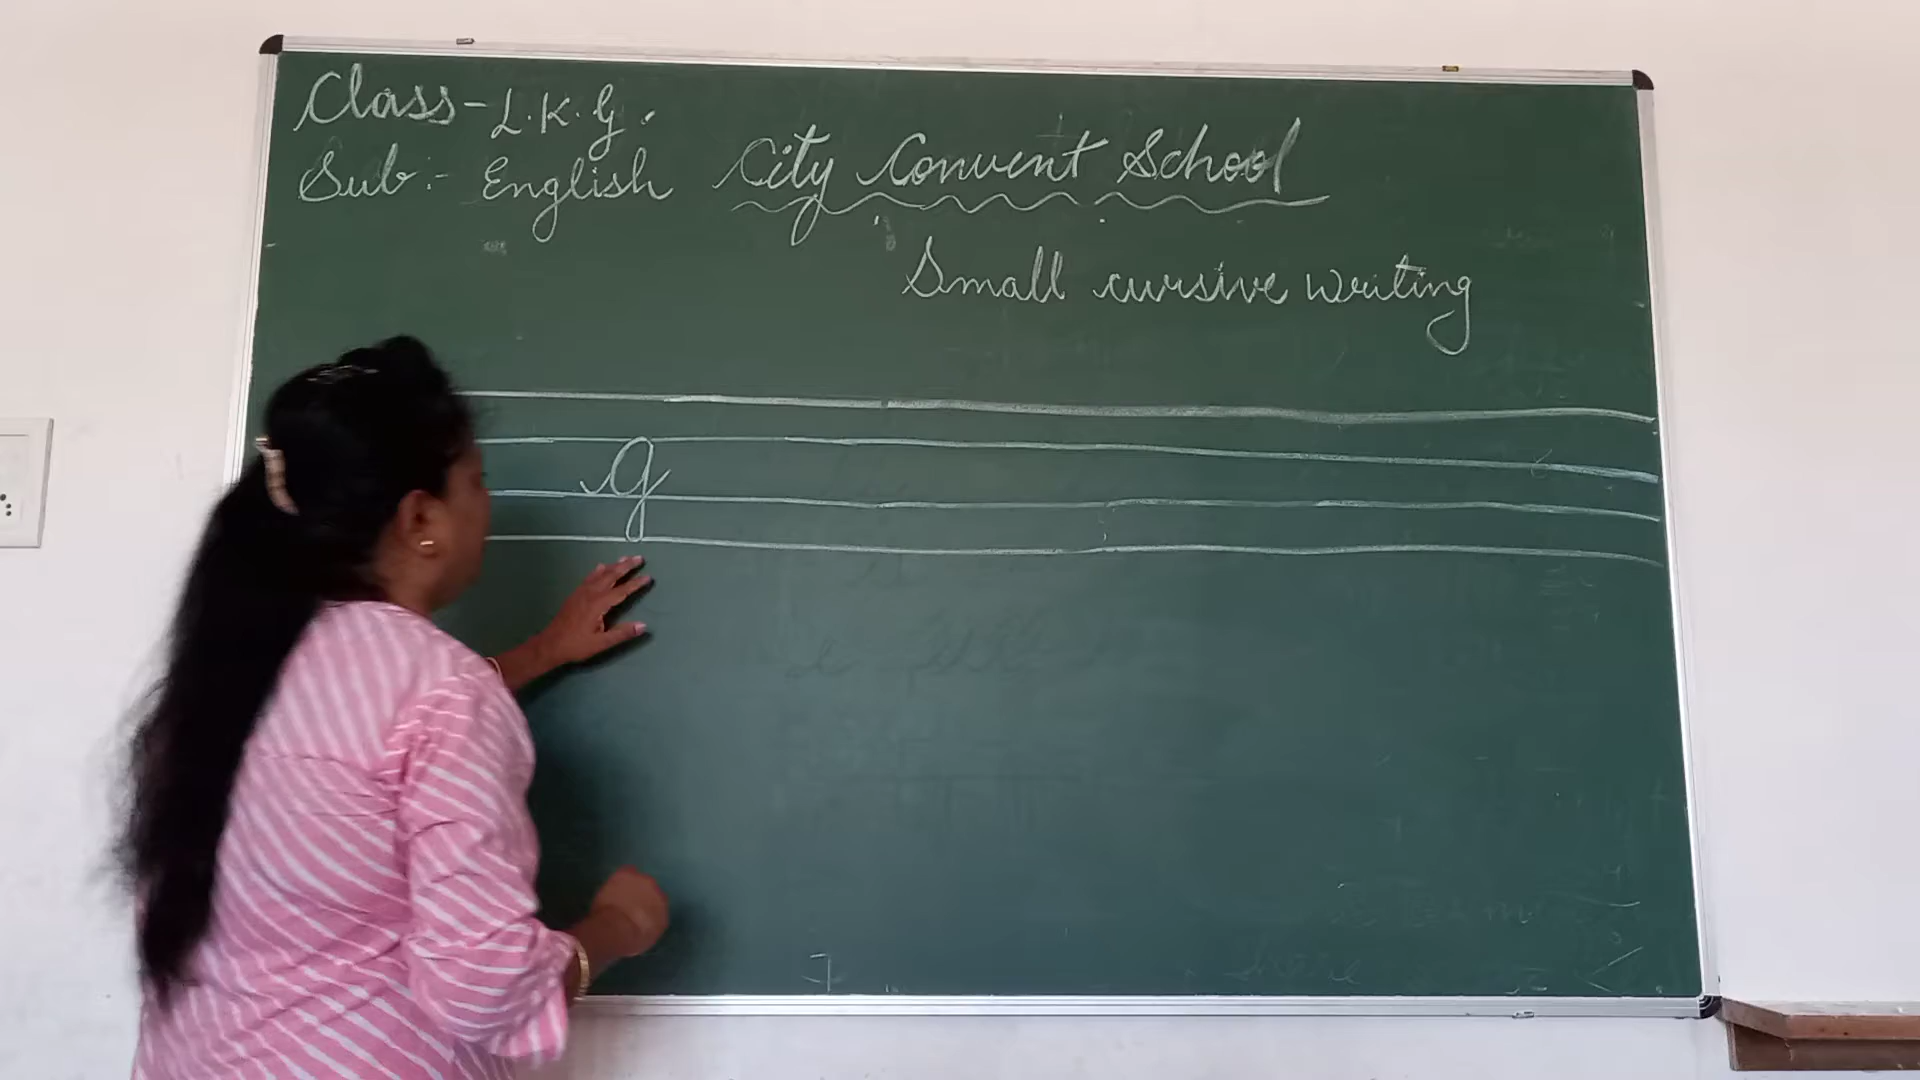 Class - L.K.G.
Sub:- English
City Convent School
Small cursive writing
g